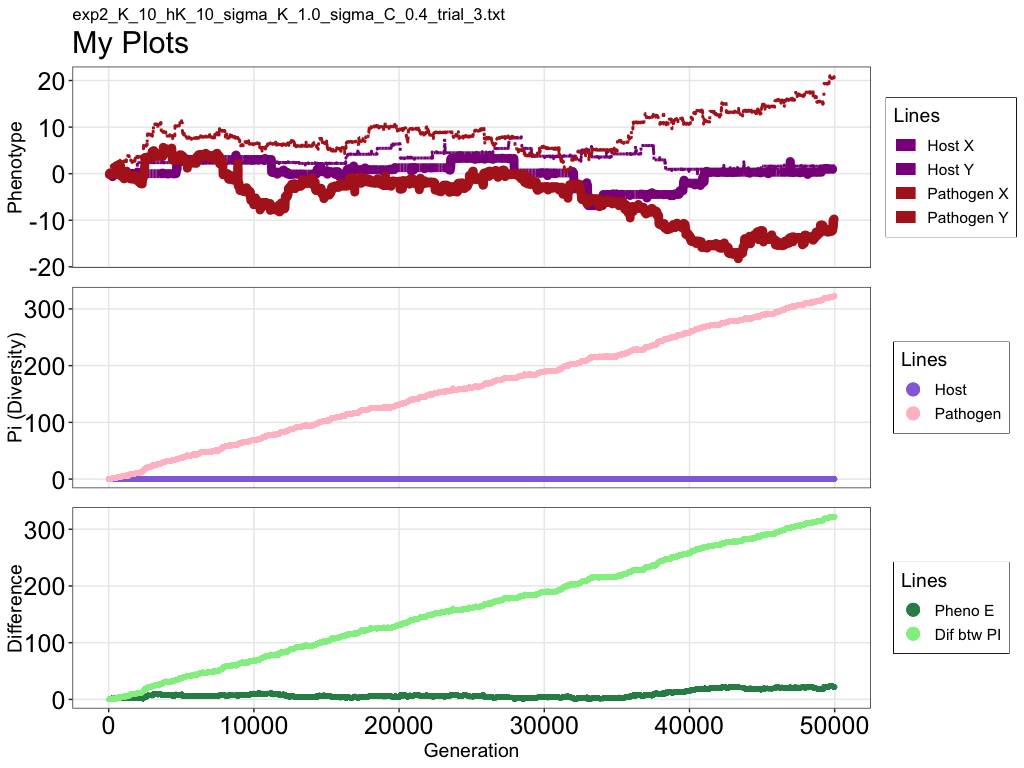 exp2_K_10_hK_10_sigma_K_1.0_sigma_C_0.4_trial_3.txt
My Plots
Phenotype
20
10
0
-10
-20
Lines
Host X
Host Y
Pathogen X
Pathogen Y
Pi (Diversity)
300
200
100
0
Lines
Host
Pathogen
Difference
300
200
100
0
Lines
Pheno E
Dif btw PI
0 10000 20000 30000 40000 50000
Generation